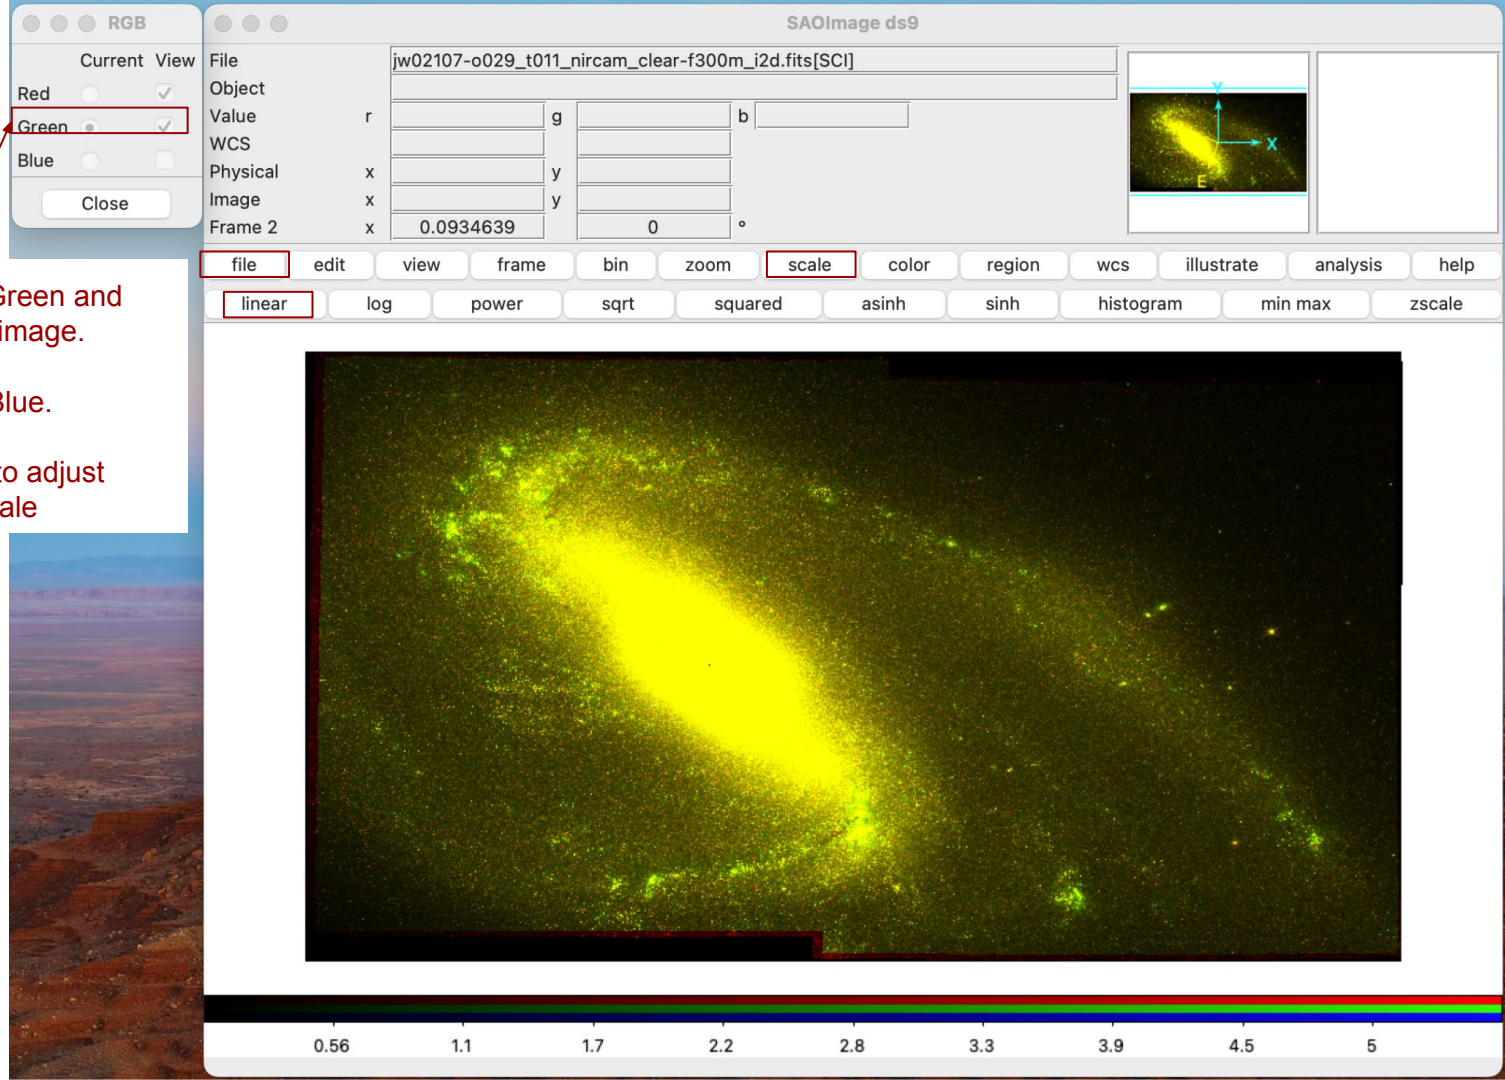 RGB
Current View
Red
Green
Blue
Close
Green and
image.
Blue.
to adjust
SAOImage ds9
File jw02107-o029_t011_nircam_clear-f300m_i2d.fits[SCI]
Object
Value r g b
WCS
Physical x y
Image x y
Frame 2 x 0.0934639 0 °
Y
X
E
file edit view frame bin zoom scale color region wcs illustrate analysis help
linear log power sqrt squared asinh sinh histogram min max zscale
0.56 1.1 1.7 2.2 2.8 3.3 3.9 4.5 5